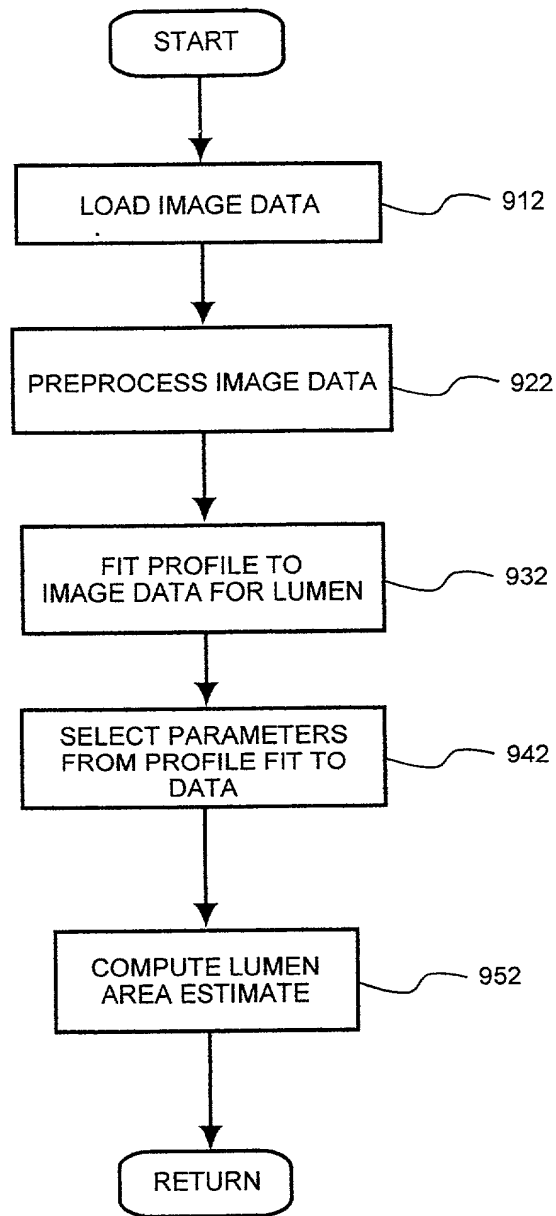 START
LOAD IMAGE DATA
912
PREPROCESS IMAGE DATA
922
FIT PROFILE TO
IMAGE DATA FOR LUMEN
932
SELECT PARAMETERS
FROM PROFILE FIT TO
DATA
942
COMPUTE LUMEN
AREA ESTIMATE
952
RETURN